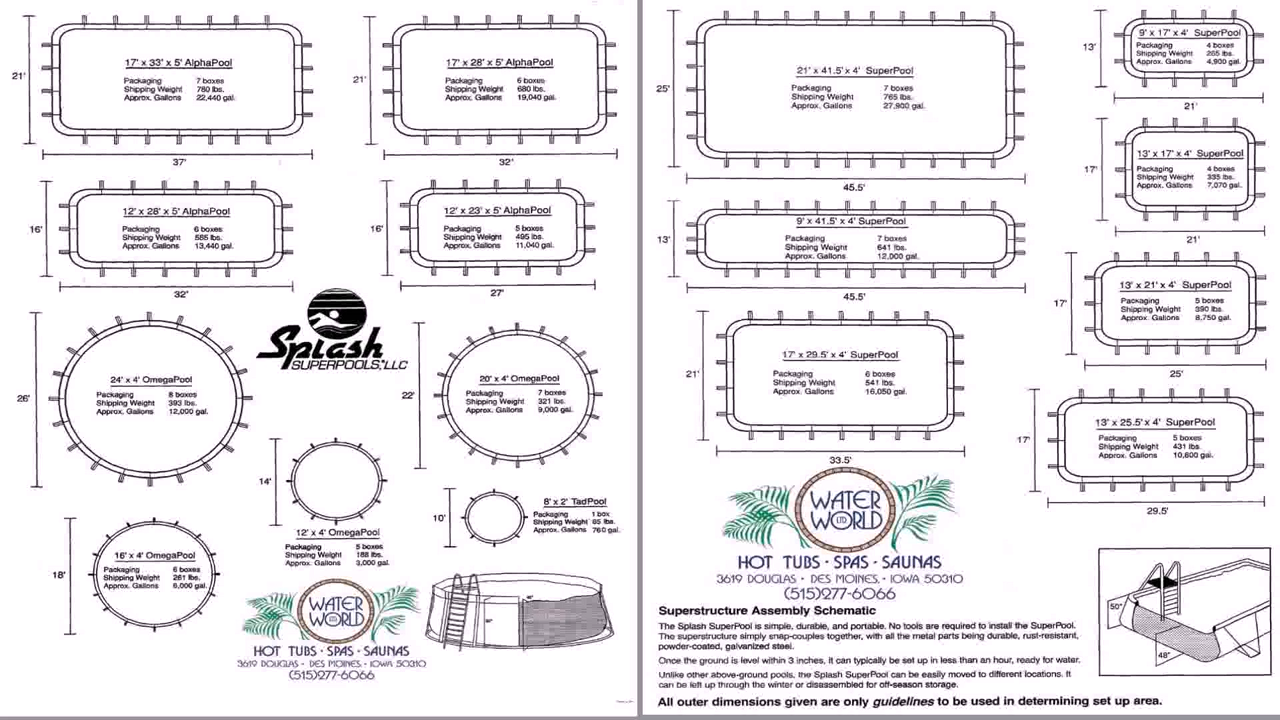 21'
17' x 33' x 5' AlphaPool
Packaging 7 boxes
Shipping Weight 780 lbs.
Approx. Gallons 22,440 gal.
37'
21'
17' x 28' x 5' AlphaPool
Packaging 6 boxes
Shipping Weight 680 lbs.
Approx. Gallons 19,040 gal.
32'
16'
12' x 28' x 5' AlphaPool
Packaging 6 boxes
Shipping Weight 585 lbs.
Approx. Gallons 13,440 gal.
32'
16'
12' x 23' x 5' AlphaPool
Packaging 5 boxes
Shipping Weight 495 lbs.
Approx. Gallons 11,040 gal.
27'
Splash
SUPERPOOLS, LLC
26'
24' x 4' OmegaPool
Packaging 8 boxes
Shipping Weight 393 lbs.
Approx. Gallons 12,000 gal.
22'
20' x 4' OmegaPool
Packaging 7 boxes
Shipping Weight 321 lbs.
Approx. Gallons 9,000 gal.
14'
12' x 4' OmegaPool
Packaging 5 boxes
Shipping Weight 188 lbs.
Approx. Gallons 3,000 gal.
10'
8' x 2' TadPool
Packaging 1 box
Shipping Weight 85 lbs.
Approx. Gallons 760 gal.
18'
16' x 4' OmegaPool
Packaging 6 boxes
Shipping Weight 261 lbs.
Approx. Gallons 6,000 gal.
WATER
WORLD
LTD
HOT TUBS · SPAS · SAUNAS
3619 DOUGLAS · DES MOINES, IOWA 50310
(515)277-6066
25'
21' x 41.5' x 4' SuperPool
Packaging 7 boxes
Shipping Weight 765 lbs.
Approx. Gallons 27,900 gal.
45.5'
13'
9' x 41.5' x 4' SuperPool
Packaging 7 boxes
Shipping Weight 641 lbs.
Approx. Gallons 12,000 gal.
45.5'
21'
17' x 29.5' x 4' SuperPool
Packaging 6 boxes
Shipping Weight 541 lbs.
Approx. Gallons 16,050 gal.
33.5'
13'
9' x 17' x 4' SuperPool
Packaging 4 boxes
Shipping Weight 265 lbs.
Approx. Gallons 4,900 gal.
21'
17'
13' x 17' x 4' SuperPool
Packaging 4 boxes
Shipping Weight 335 lbs.
Approx. Gallons 7,070 gal.
21'
17'
13' x 21' x 4' SuperPool
Packaging 5 boxes
Shipping Weight 390 lbs.
Approx. Gallons 8,750 gal.
25'
17'
13' x 25.5' x 4' SuperPool
Packaging 5 boxes
Shipping Weight 431 lbs.
Approx. Gallons 10,800 gal.
29.5'
WATER
WORLD
LTD
HOT TUBS · SPAS · SAUNAS
3619 DOUGLAS · DES MOINES, IOWA 50310
(515)277-6066
50"
48"
Superstructure Assembly Schematic
The Splash SuperPool is simple, durable, and portable. No tools are required to install the SuperPool.
The superstructure simply snap-couples together, with all the metal parts being durable, rust-resistant,
powder-coated, galvanized steel.
Once the ground is level within 3 inches, it can typically be set up in less than an hour, ready for water.
Unlike other above-ground pools, the Splash SuperPool can be easily moved to different locations. It
can be left up through the winter or disassembled for off-season storage.
All outer dimensions given are only guidelines to be used in determining set up area.